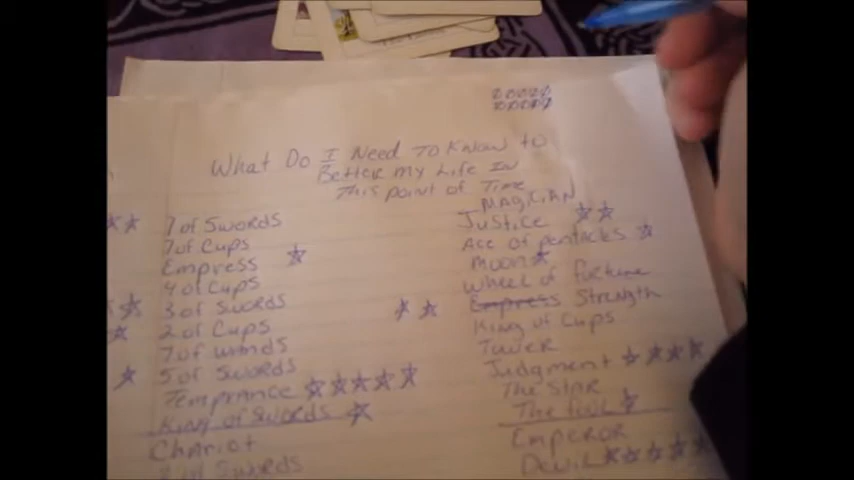 What Do I Need To Know to
Better my Life In
This point of Time
7 of Swords
7 of Cups
Empress
4 of Cups
3 of Swords
2 of Cups
7 of wands
5 of Swords
Temprance
King of Swords
Chariot
of Swords
MAGICIAN
Justice
Ace of pentacles
moon
wheel of fortune
Empress Strength
King of Cups
Tower
Judgment
The Star
The fool
Emperor
Devil